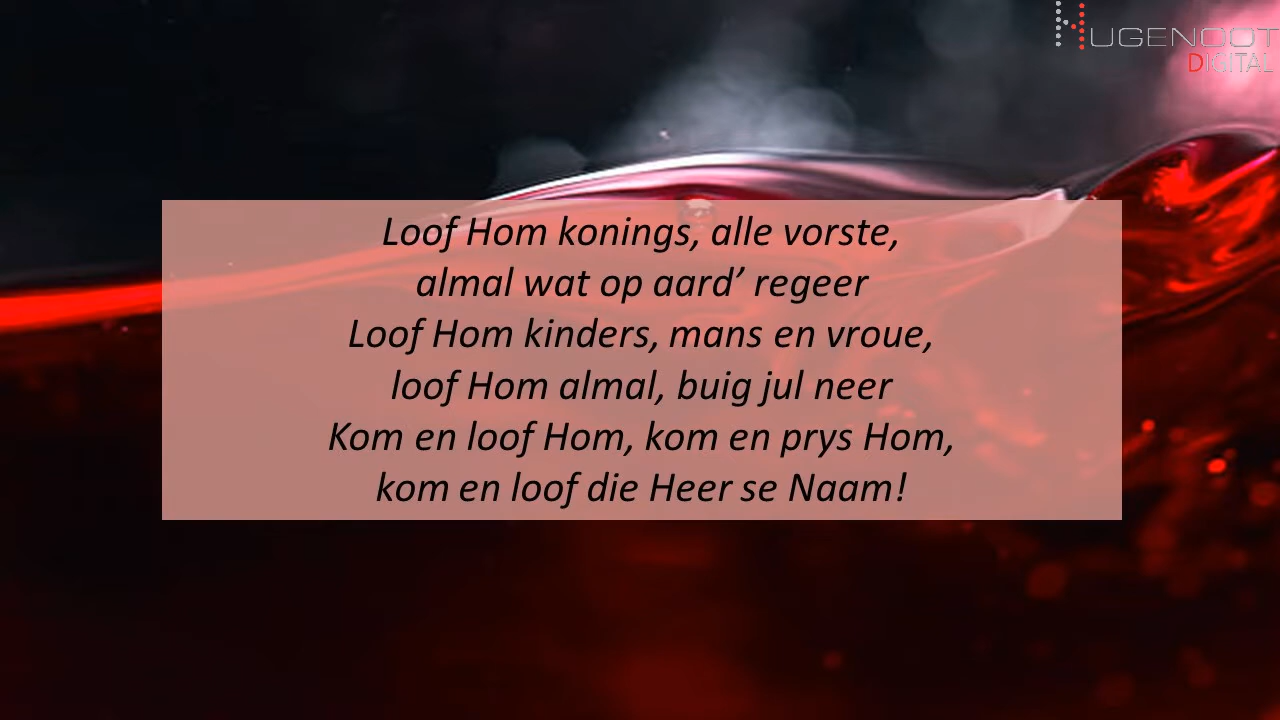 HUGENOOT
DIGITAL
Loof Hom konings, alle vorste,
almal wat op aard’ regeer
Loof Hom kinders, mans en vroue,
loof Hom almal, buig jul neer
Kom en loof Hom, kom en prys Hom,
kom en loof die Heer se Naam!